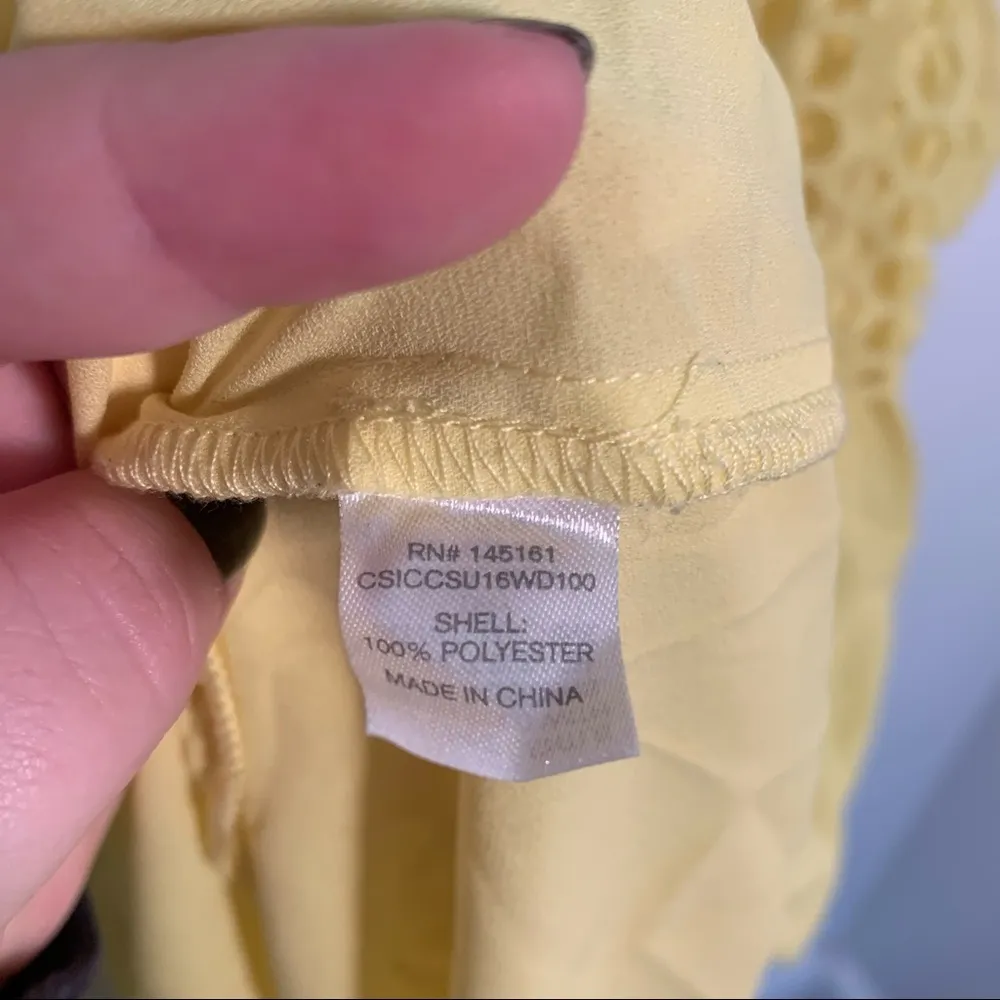 RN# 145161
CSICCSU16WD100
SHELL:
100% POLYESTER
MADE IN CHINA